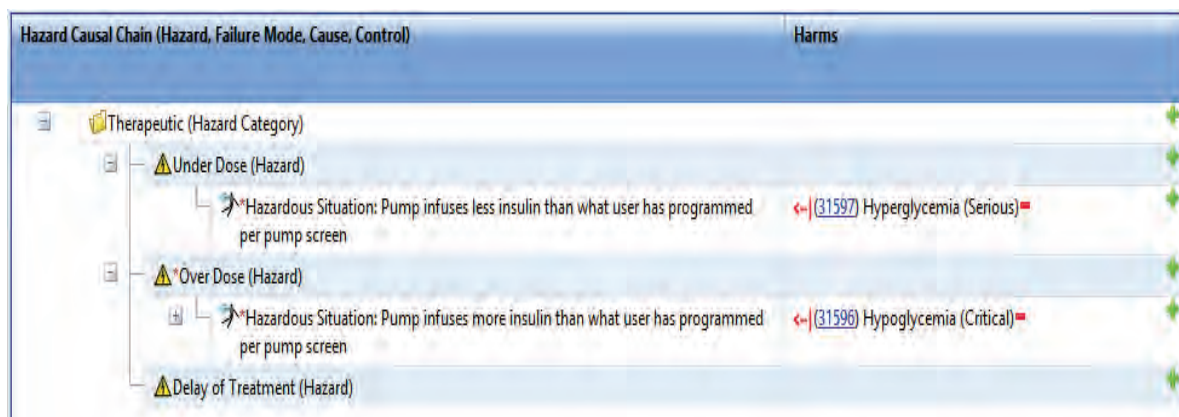 Hazard Causal Chain (Hazard, Failure Mode, Cause, Control)
Harms
Therapeutic (Hazard Category)
Under Dose (Hazard)
*Hazardous Situation: Pump infuses less insulin than what user has programmed
per pump screen
(31597) Hyperglycemia (Serious)
*Over Dose (Hazard)
*Hazardous Situation: Pump infuses more insulin than what user has programmed
per pump screen
(31596) Hypoglycemia (Critical)
Delay of Treatment (Hazard)